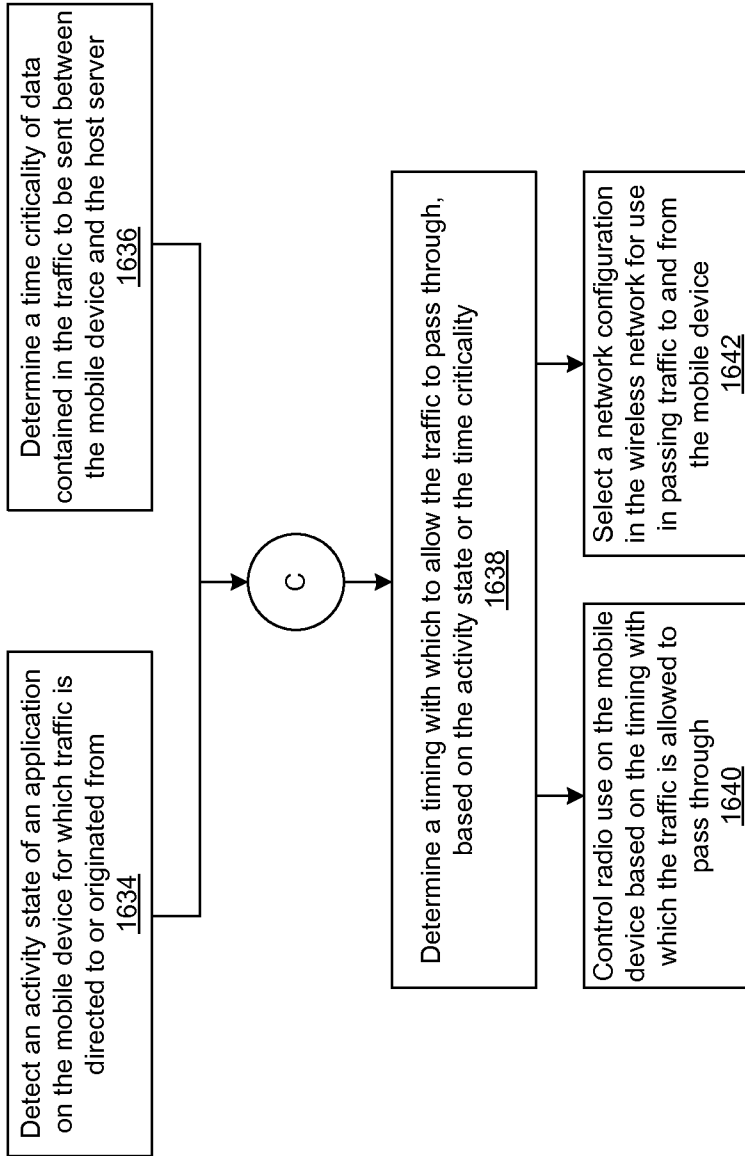 Detect an activity state of an application
on the mobile device for which traffic is
directed to or originated from
1634
Determine a time criticality of data
contained in the traffic to be sent between
the mobile device and the host server
1636
C
Determine a timing with which to allow the traffic to pass through,
based on the activity state or the time criticality
1638
Control radio use on the mobile
device based on the timing with
which the traffic is allowed to
pass through
1640
Select a network configuration
in the wireless network for use
in passing traffic to and from
the mobile device
1642